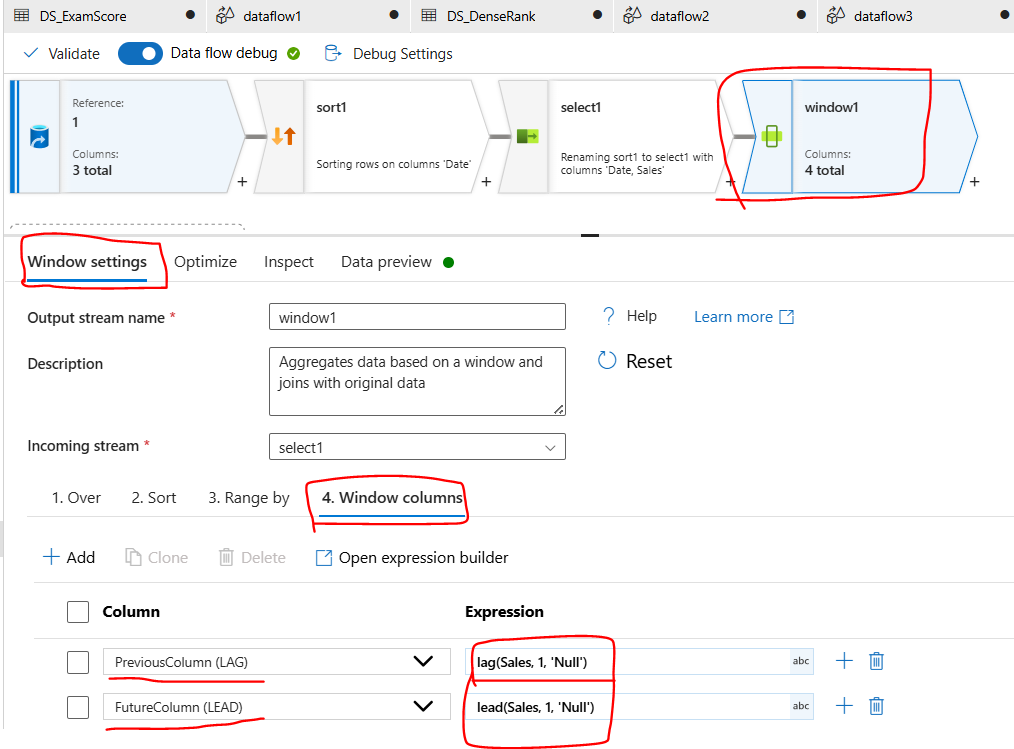 DS_ExamScore dataflow1 DS_DenseRank dataflow2 dataflow3
Validate Data flow debug Debug Settings
Reference:
1
Columns:
3 total
+
sort1
Sorting rows on columns 'Date'
+
select1
Renaming sort1 to select1 with
columns 'Date, Sales'
+
window1
Columns:
4 total
+
Window settings Optimize Inspect Data preview
Output stream name * window1 ? Help Learn more
Description Aggregates data based on a window and
joins with original data
Reset
Incoming stream * select1
1. Over 2. Sort 3. Range by 4. Window columns
+ Add Clone Delete Open expression builder
Column Expression
PreviousColumn (LAG) lag(Sales, 1, 'Null') abc +
FutureColumn (LEAD) lead(Sales, 1, 'Null') abc +